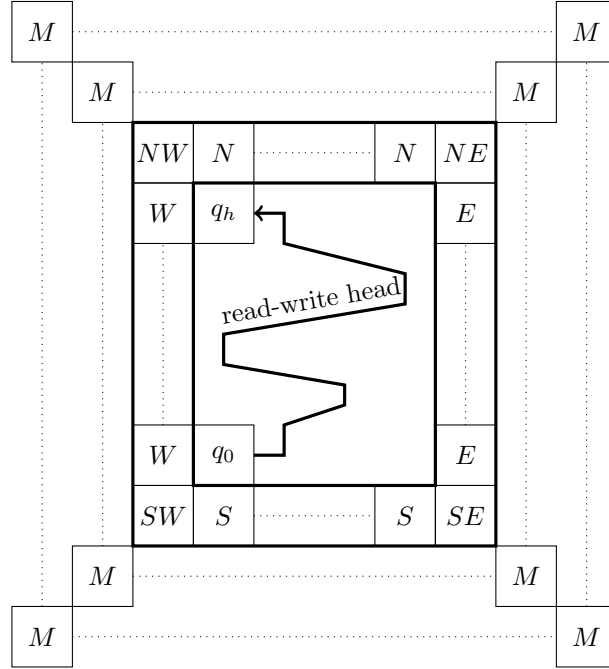 M M
M M
NW N N NE
W q_h E
read-write head
W q_0 E
SW S S SE
M M
M M